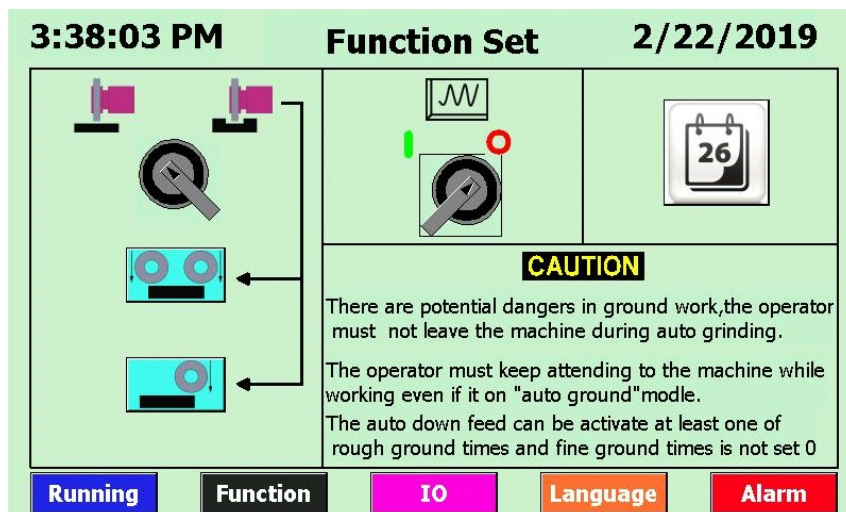 3:38:03 PM
Function Set
2/22/2019
26
CAUTION
There are potential dangers in ground work,the operator
must not leave the machine during auto grinding.
The operator must keep attending to the machine while
working even if it on "auto ground"modle.
The auto down feed can be activate at least one of
rough ground times and fine ground times is not set 0
Running
Function
IO
Language
Alarm